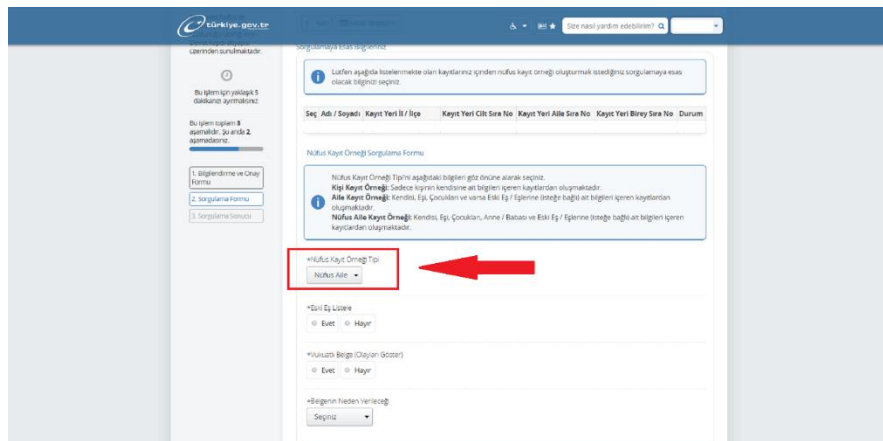 türkiye.gov.tr
Size nasıl yardım edebilirim?
üzerinden sunulmaktadır.
Bu işlem için yaklaşık 5
dakikanızı ayırmalısınız.
Bu işlem toplam 3
aşamalıdır. Şu anda 2.
aşamadasınız.
1. Bilgilendirme ve Onay
Formu
2. Sorgulama Formu
3. Sorgulama Sonucu
Sorgulamaya Esas Bilgileriniz
Lütfen aşağıda listelenmekte olan kayıtlarınız içinden nüfus kayıt örneği oluşturmak istediğiniz sorgulamaya esas
olacak bilginizi seçiniz.
Seç Adı / Soyadı Kayıt Yeri İl / İlçe Kayıt Yeri Cilt Sıra No Kayıt Yeri Aile Sıra No Kayıt Yeri Birey Sıra No Durum
Nüfus Kayıt Örneği Sorgulama Formu
Nüfus Kayıt Örneği Tipi'ni aşağıdaki bilgileri göz önüne alarak seçiniz.
Kişi Kayıt Örneği: Sadece kişinin kendisine ait bilgileri içeren kayıtlardan oluşmaktadır.
Aile Kayıt Örneği: Kendisi, Eşi, Çocukları ve varsa Eski Eş / Eşlerine (isteğe bağlı) ait bilgileri içeren kayıtlardan
oluşmaktadır.
Nüfus Aile Kayıt Örneği: Kendisi, Eşi, Çocukları, Anne / Babası ve Eski Eş / Eşlerine (isteğe bağlı) ait bilgileri içeren
kayıtlardan oluşmaktadır.
*Nüfus Kayıt Örneği Tipi
Nüfus Aile
*Eski Eş Listele
Evet Hayır
*Vukuatlı Belge (Olayları Göster)
Evet Hayır
*Belgenin Neden Verileceği
Seçiniz